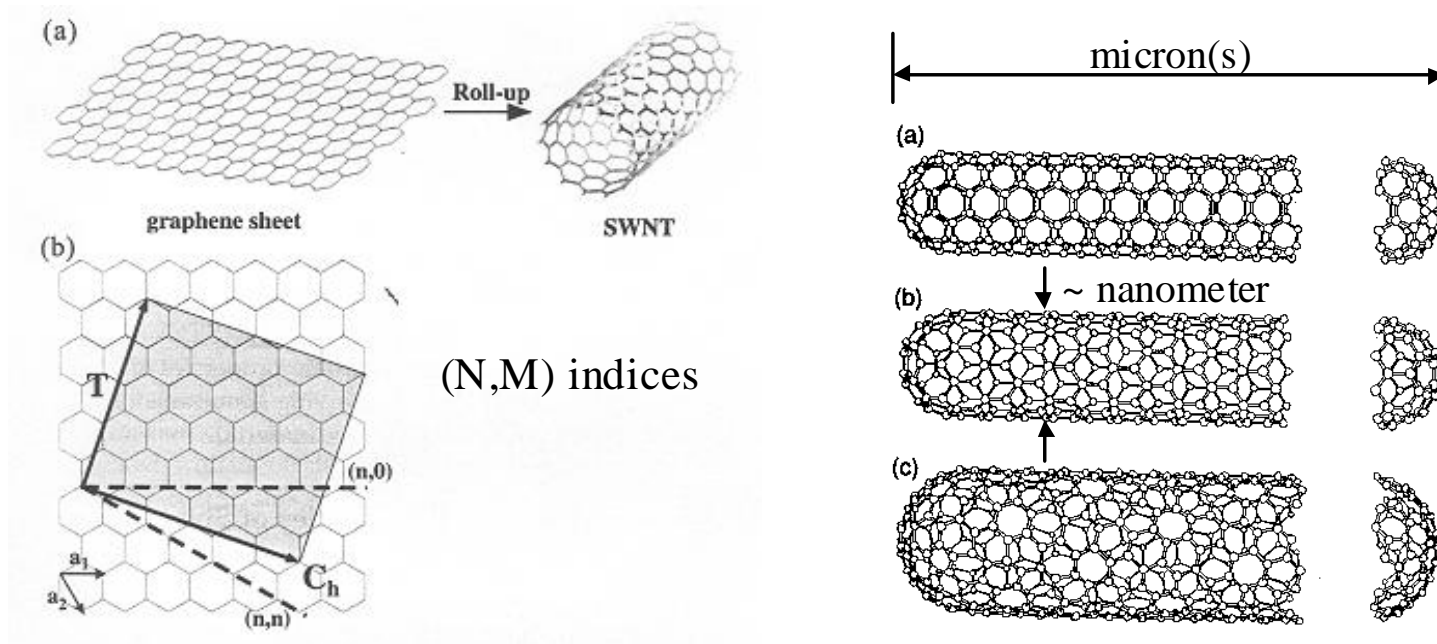 (a)
Roll-up
graphene sheet
SWNT
(b)
T
(n,0)
a1
a2
Ch
(n,n)
(N,M) indices
micron(s)
(a)
~ nanometer
(b)
(c)